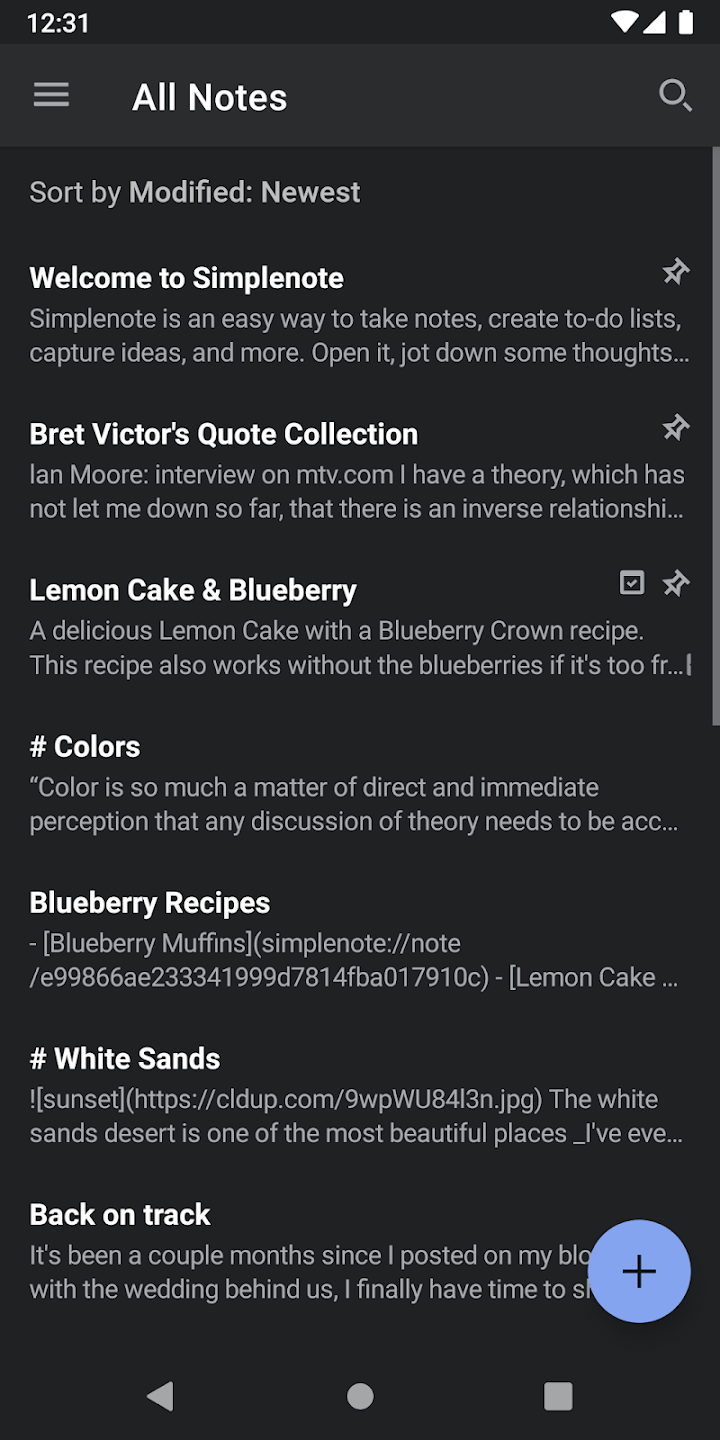 12:31
All Notes
Sort by Modified: Newest
Welcome to Simplenote
Simplenote is an easy way to take notes, create to-do lists,
capture ideas, and more. Open it, jot down some thoughts…
Bret Victor's Quote Collection
Ian Moore: interview on mtv.com I have a theory, which has
not let me down so far, that there is an inverse relationshi…
Lemon Cake & Blueberry
A delicious Lemon Cake with a Blueberry Crown recipe.
This recipe also works without the blueberries if it's too fr…
# Colors
“Color is so much a matter of direct and immediate
perception that any discussion of theory needs to be acc…
Blueberry Recipes
- [Blueberry Muffins](simplenote://note
/e99866ae233341999d7814fba017910c) - [Lemon Cake …
# White Sands
![sunset](https://cldup.com/9wpWU84l3n.jpg) The white
sands desert is one of the most beautiful places _I've eve…
Back on track
It's been a couple months since I posted on my
with the wedding behind us, I finally have time to